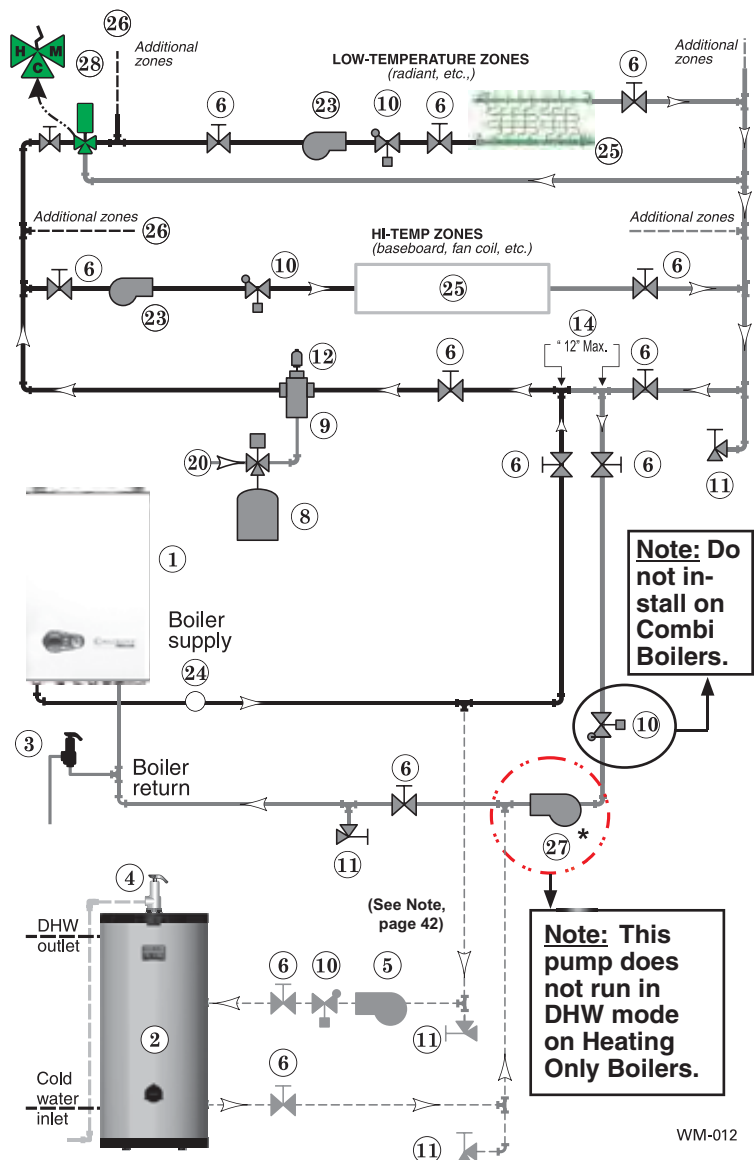 26
Additional
zones
H M
C
28
LOW-TEMPERATURE ZONES
(radiant, etc.,)
Additional
zones
6
6
23
10
6
25
Additional zones
26
HI-TEMP ZONES
(baseboard, fan coil, etc.)
Additional zones
6
23
10
25
6
14
" 12" Max.
12
6
6
9
20
8
6
6
11
1
Note: Do
not in-
stall on
Combi
Boilers.
Boiler
supply
24
10
3
Boiler
return
6
11
27 *
4
(See Note,
page 42)
DHW
outlet
Note: This
pump does
not run in
DHW mode
on Heating
Only Boilers.
6
10
5
11
2
6
Cold
water
inlet
11
WM-012